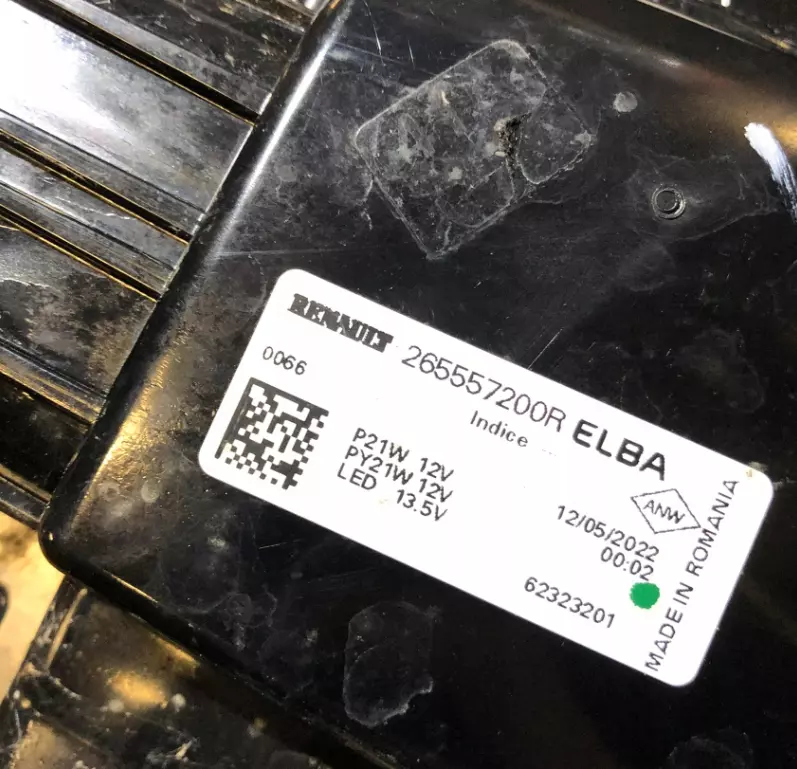 RENAULT 265557200R ELBA
0066
Indice
P21W 12V
PY21W 12V
LED 13.5V
ANW
12/05/2022
00:02
62323201
MADE IN ROMANIA